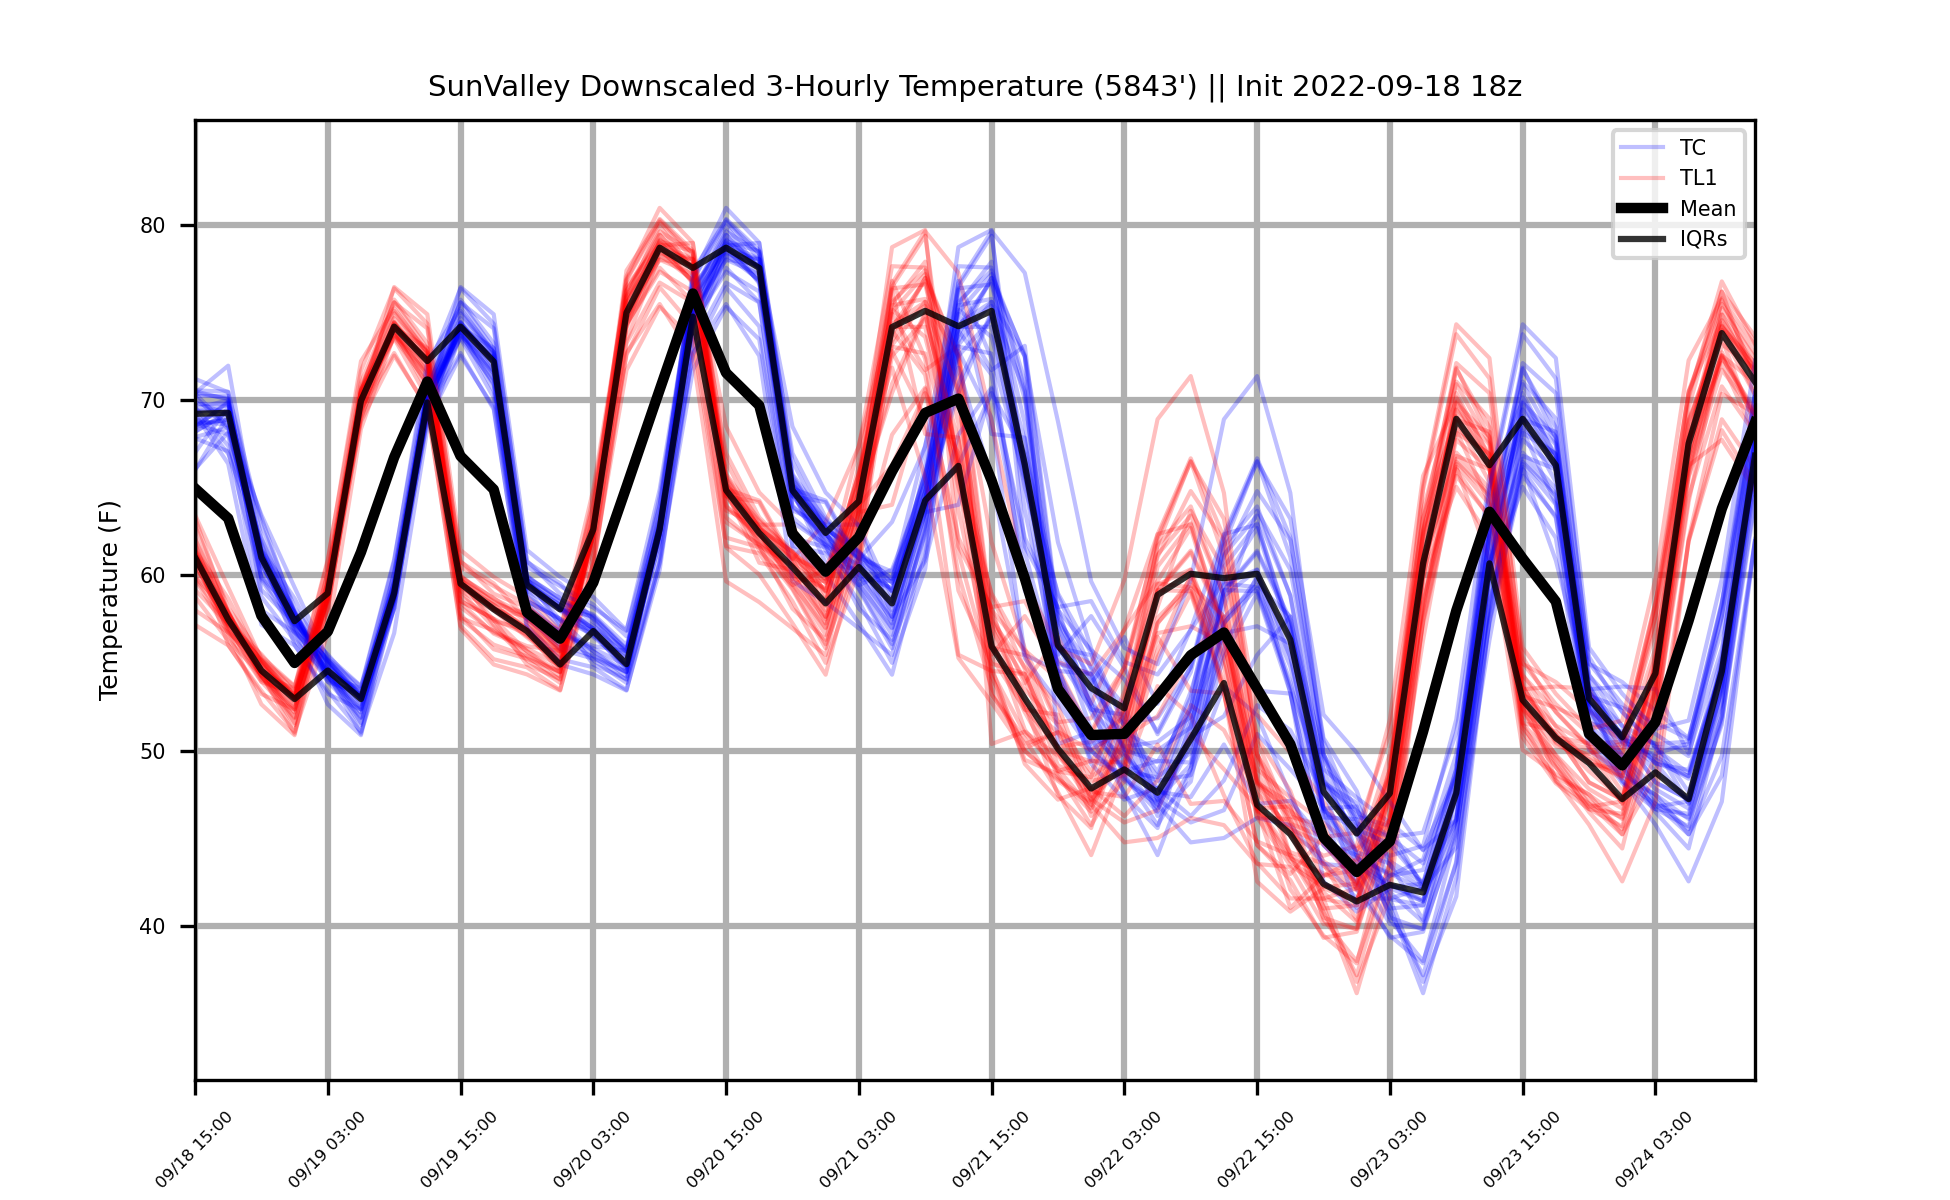 SunValley Downscaled 3-Hourly Temperature (5843') || Init 2022-09-18 18z
TC
TL1
Mean
IQRs
Temperature (F)
80
70
60
50
40
09/18 15:00
09/19 03:00
09/19 15:00
09/20 03:00
09/20 15:00
09/21 03:00
09/21 15:00
09/22 03:00
09/22 15:00
09/23 03:00
09/23 15:00
09/24 03:00